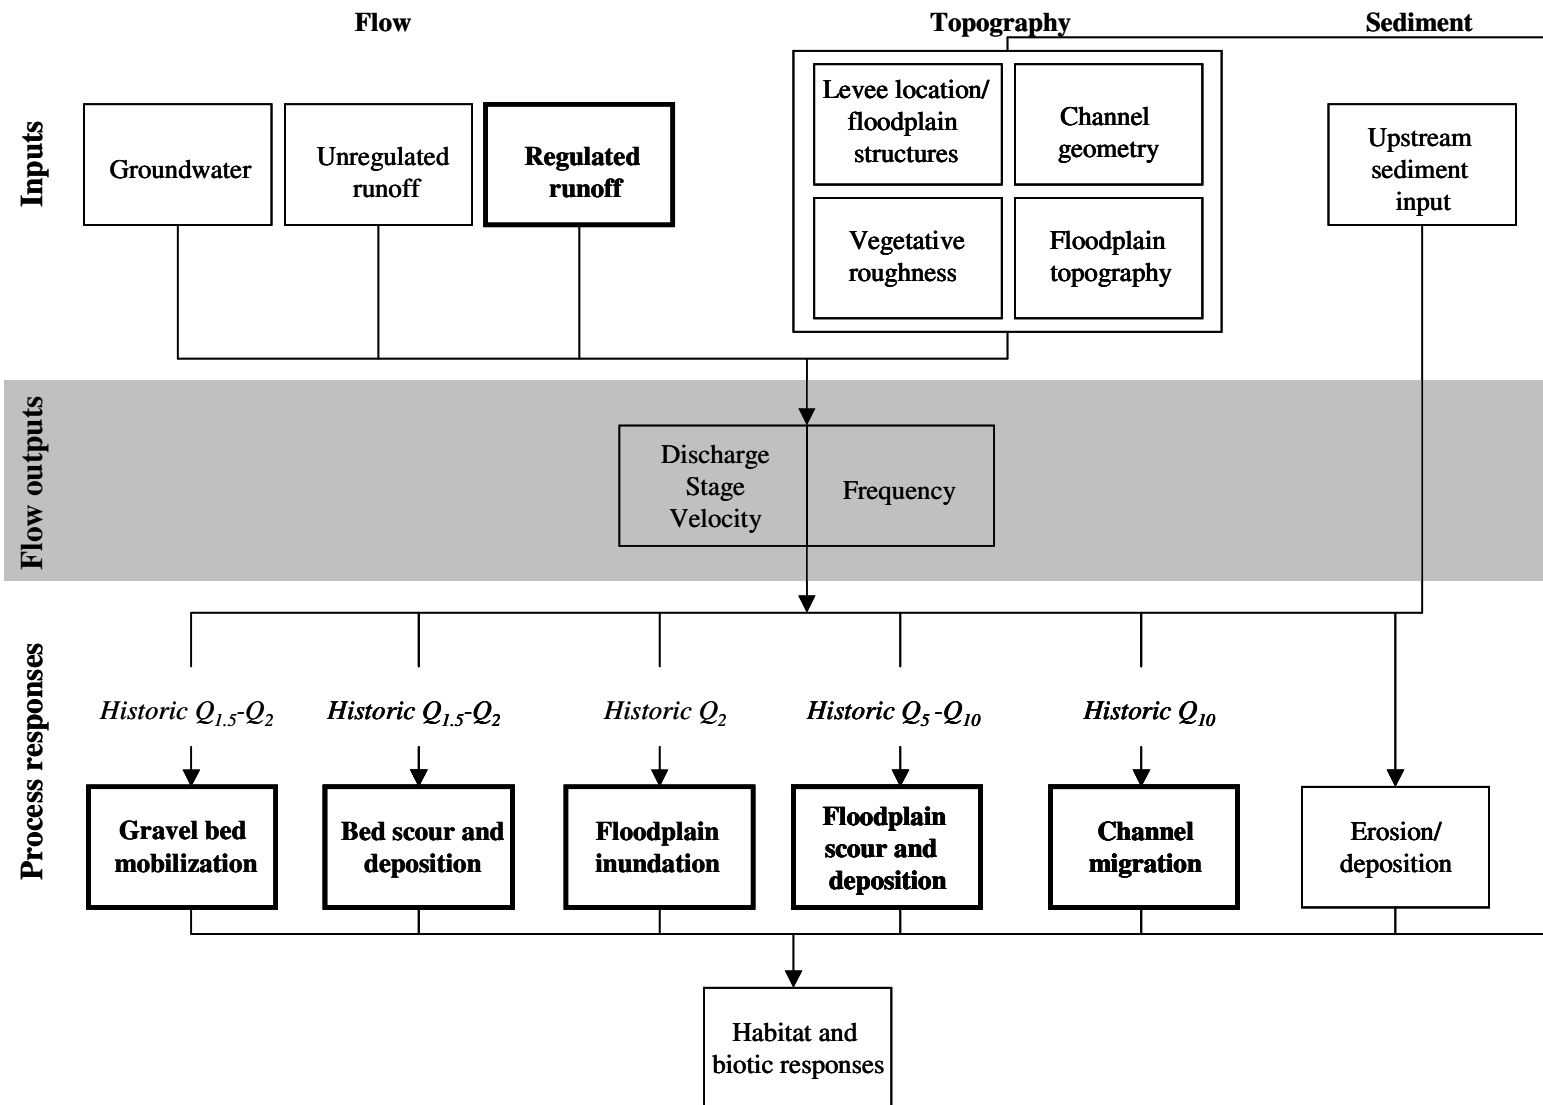 Flow
Topography
Sediment
Inputs
Groundwater
Unregulated
runoff
Regulated
runoff
Levee location/
floodplain
structures
Channel
geometry
Vegetative
roughness
Floodplain
topography
Upstream
sediment
input
Flow outputs
Discharge
Stage
Velocity
Frequency
Process responses
Historic Q1.5-Q2
Historic Q1.5-Q2
Historic Q2
Historic Q5 -Q10
Historic Q10
Gravel bed
mobilization
Bed scour and
deposition
Floodplain
inundation
Floodplain
scour and
deposition
Channel
migration
Erosion/
deposition
Habitat and
biotic responses